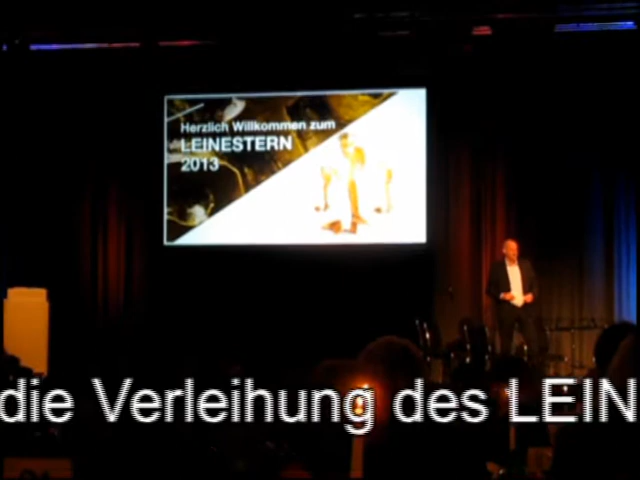 Herzlich Willkommen zum
LEINESTERN
2013
die Verleihung des LEIN